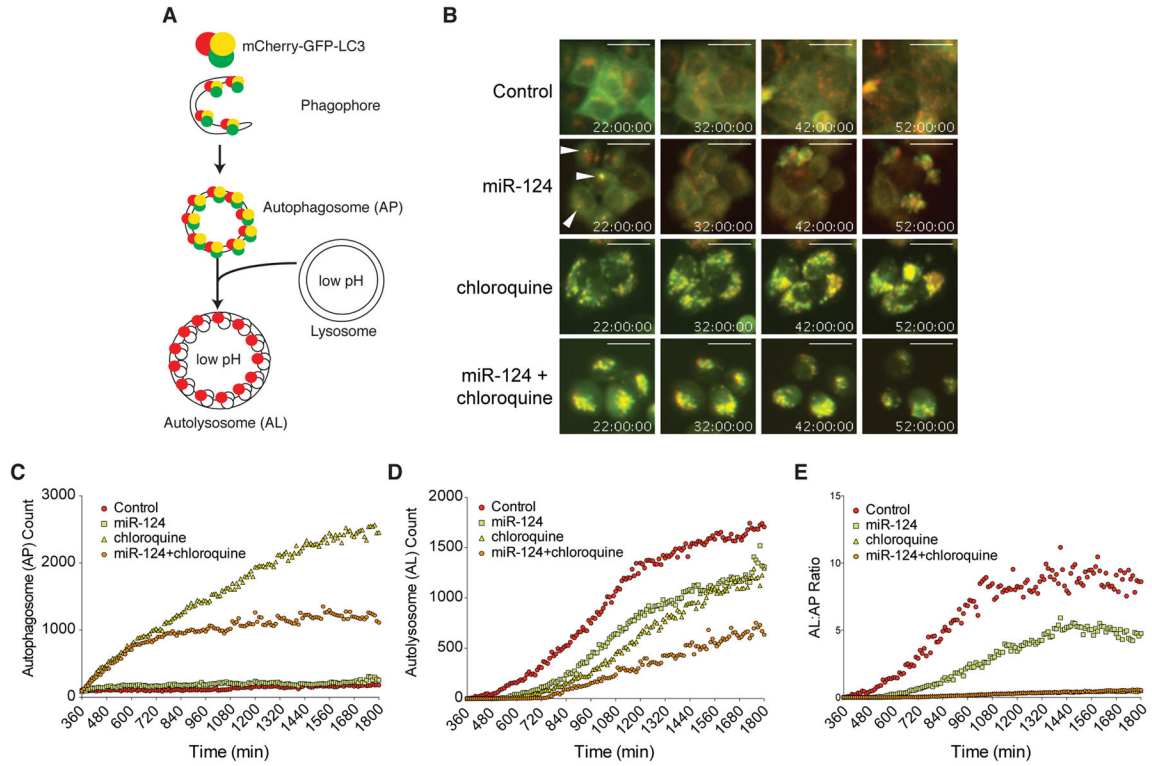 A
mCherry-GFP-LC3
Phagophore
Autophagosome (AP)
low pH
Lysosome
low pH
Autolysosome (AL)
B
Control
22:00:00
32:00:00
42:00:00
52:00:00
miR-124
22:00:00
32:00:00
42:00:00
52:00:00
chloroquine
22:00:00
32:00:00
42:00:00
52:00:00
miR-124 +
chloroquine
22:00:00
32:00:00
42:00:00
52:00:00
C
Autophagosome (AP) Count
3000
2000
1000
0
Control
miR-124
chloroquine
miR-124+chloroquine
360 480 600 720 840 960 1080 1200 1320 1440 1560 1680 1800
Time (min)
D
Autolysosome (AL) Count
2000
1500
1000
500
0
Control
miR-124
chloroquine
miR-124+chloroquine
360 480 600 720 840 960 1080 1200 1320 1440 1560 1680 1800
Time (min)
E
AL:AP Ratio
15
10
5
0
Control
miR-124
chloroquine
miR-124+chloroquine
360 480 600 720 840 960 1080 1200 1320 1440 1560 1680 1800
Time (min)